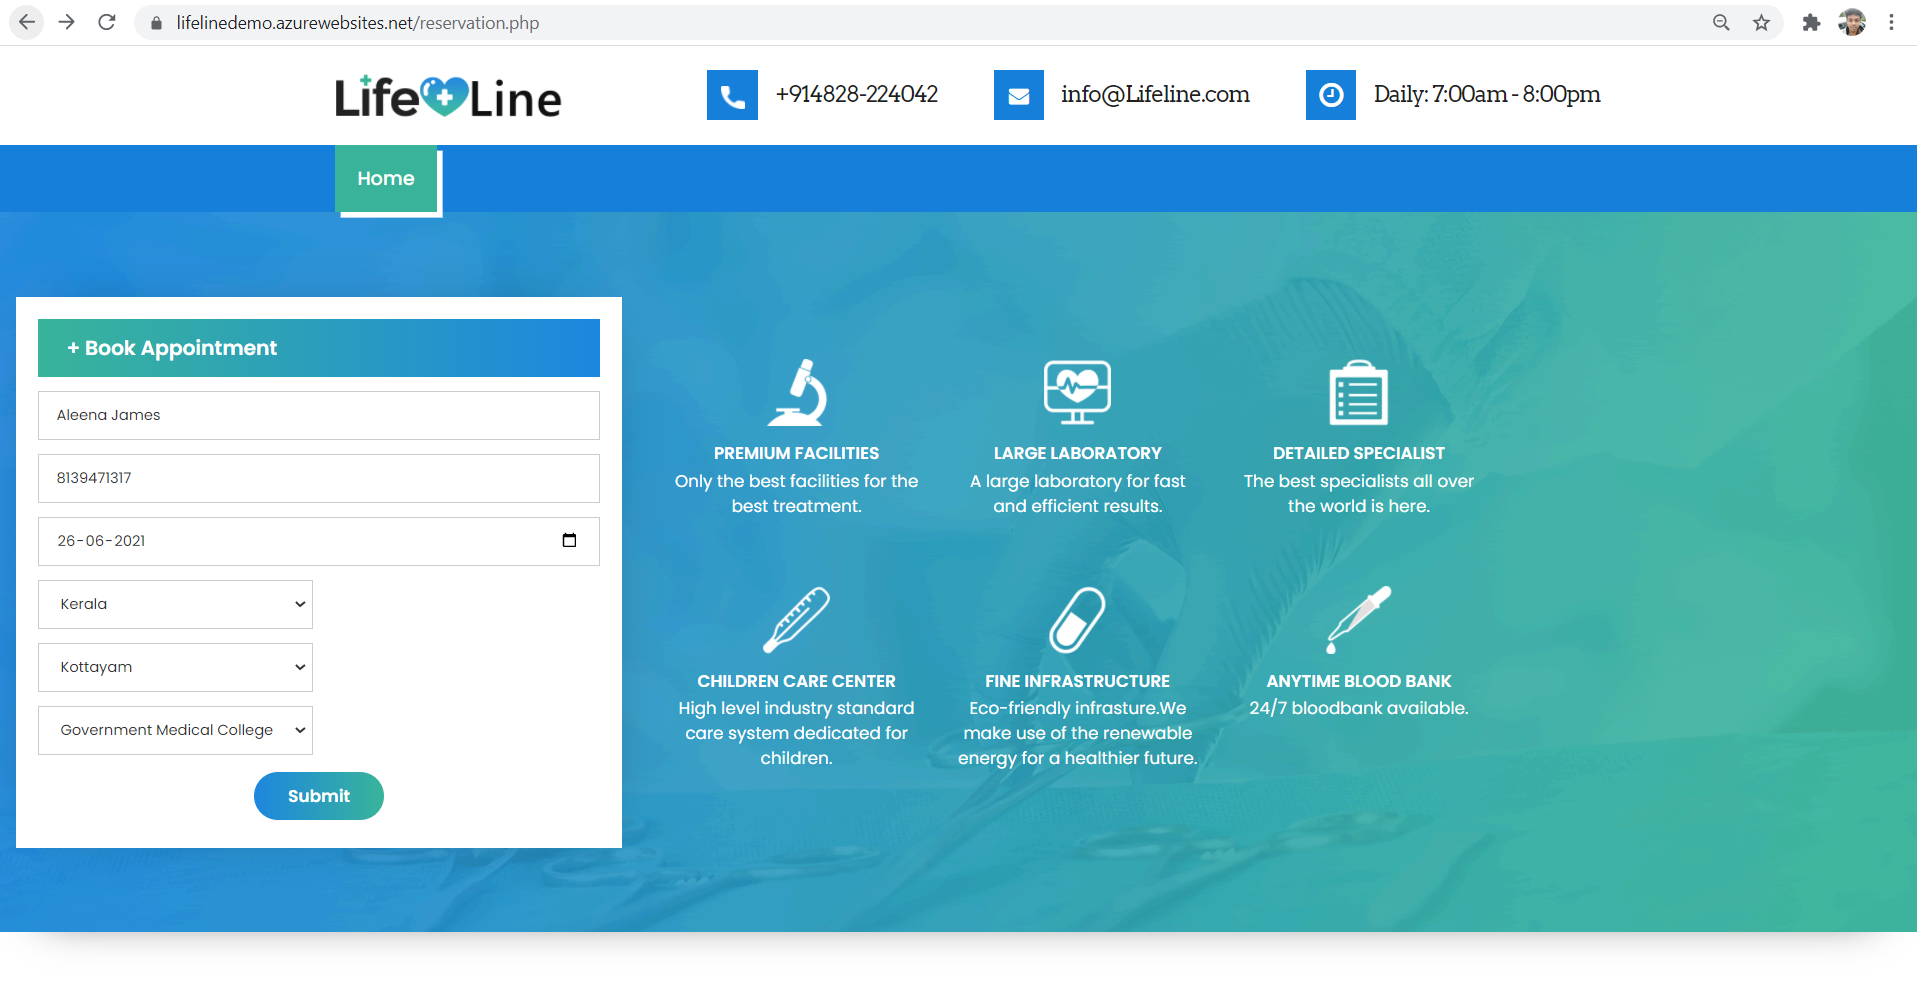 lifelinedemo.azurewebsites.net/reservation.php
Life Line
+914828-224042
info@Lifeline.com
Daily: 7:00am - 8:00pm
Home
+ Book Appointment
Aleena James
8139471317
26-06-2021
Kerala
Kottayam
Government Medical College
Submit
PREMIUM FACILITIES
Only the best facilities for the
best treatment.
LARGE LABORATORY
A large laboratory for fast
and efficient results.
DETAILED SPECIALIST
The best specialists all over
the world is here.
CHILDREN CARE CENTER
High level industry standard
care system dedicated for
children.
FINE INFRASTRUCTURE
Eco-friendly infrasture.We
make use of the renewable
energy for a healthier future.
ANYTIME BLOOD BANK
24/7 bloodbank available.